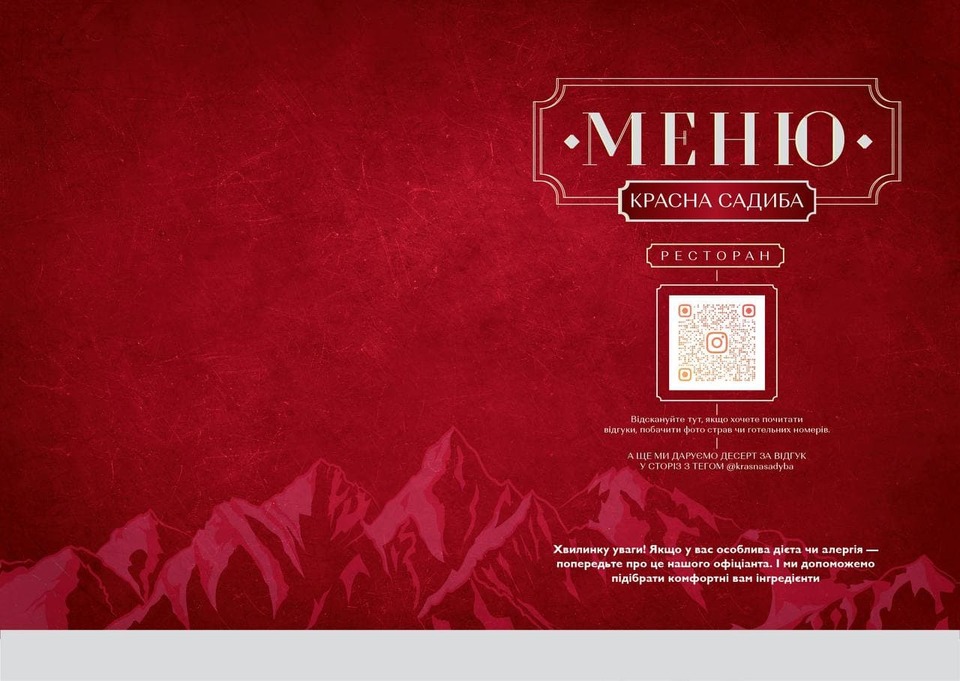 МЕНЮ
КРАСНА САДИБА
РЕСТОРАН
Відскануйте тут, якщо хочете почитати
відгуки, побачити фото страв чи готельних номерів.
А ЩЕ МИ ДАРУЄМО ДЕСЕРТ ЗА ВІДГУК
У СТОРІЗ З ТЕГОМ @krasnasadyba
Хвилинку уваги! Якщо у вас особлива дієта чи алергія —
попередьте про це нашого офіціанта. І ми допоможемо
підібрати комфортні вам інгредієнти